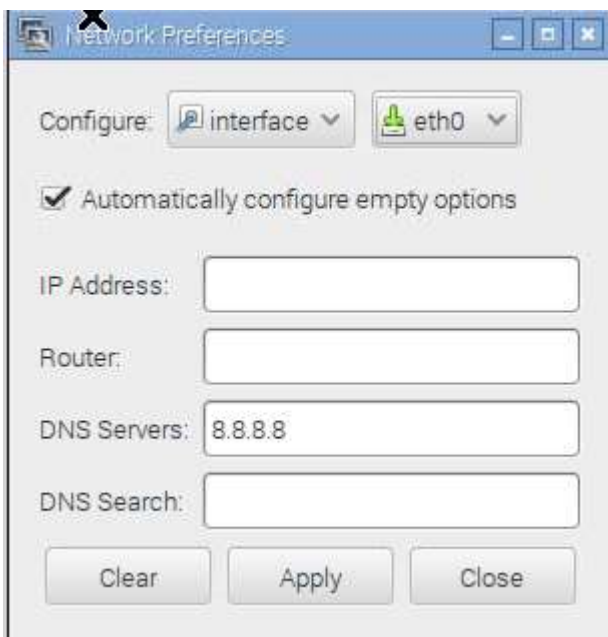 Network Preferences
Configure: interface eth0
Automatically configure empty options
IP Address:
Router:
DNS Servers: 8.8.8.8
DNS Search:
Clear Apply Close